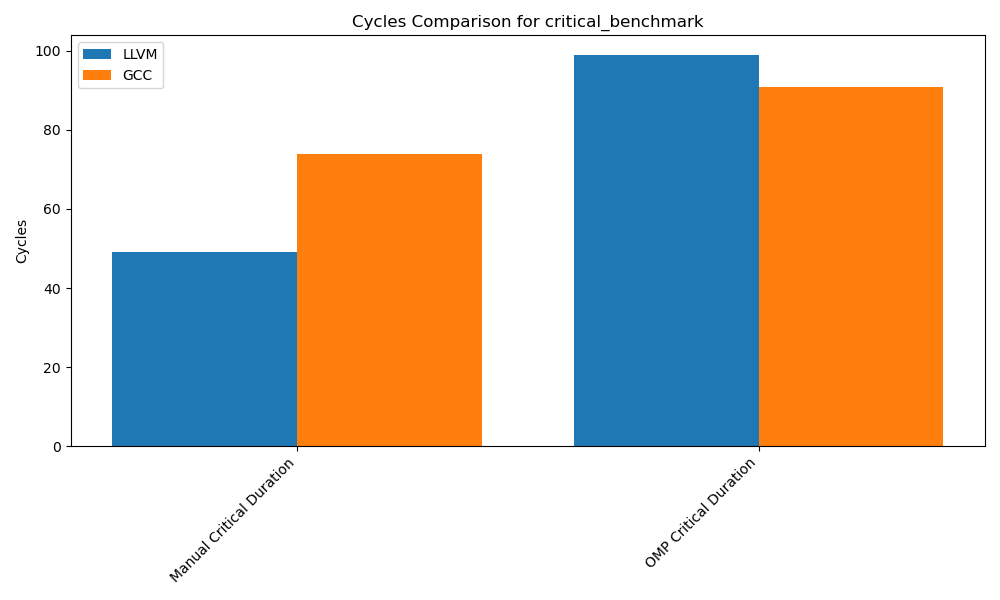 Cycles Comparison for critical_benchmark
LLVM
GCC
Cycles
100
80
60
40
20
0
Manual Critical Duration
OMP Critical Duration